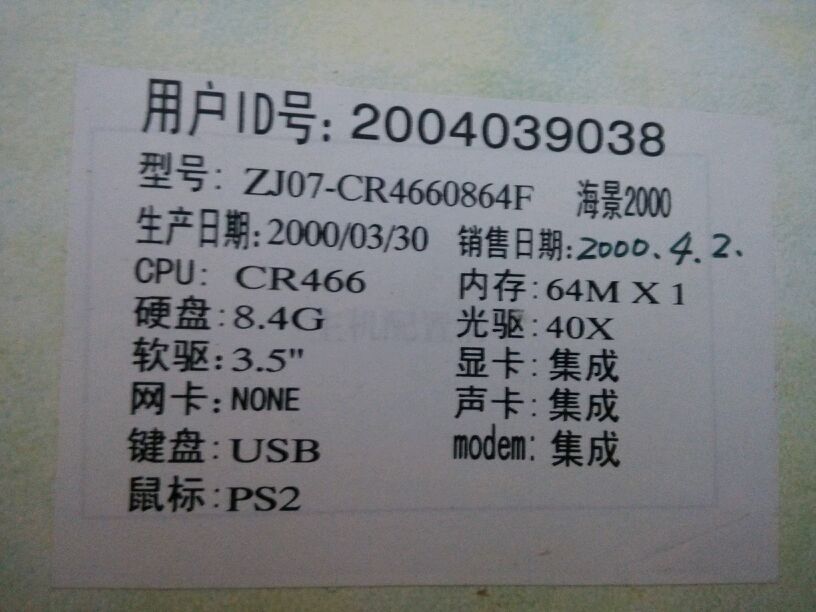 用户ID号: 2004039038
型号: ZJ07-CR4660864F 海景2000
生产日期: 2000/03/30 销售日期: 2000.4.2.
CPU: CR466 内存: 64M X 1
硬盘: 8.4G 光驱: 40X
软驱: 3.5" 显卡: 集成
网卡: NONE 声卡: 集成
键盘: USB modem: 集成
鼠标: PS2